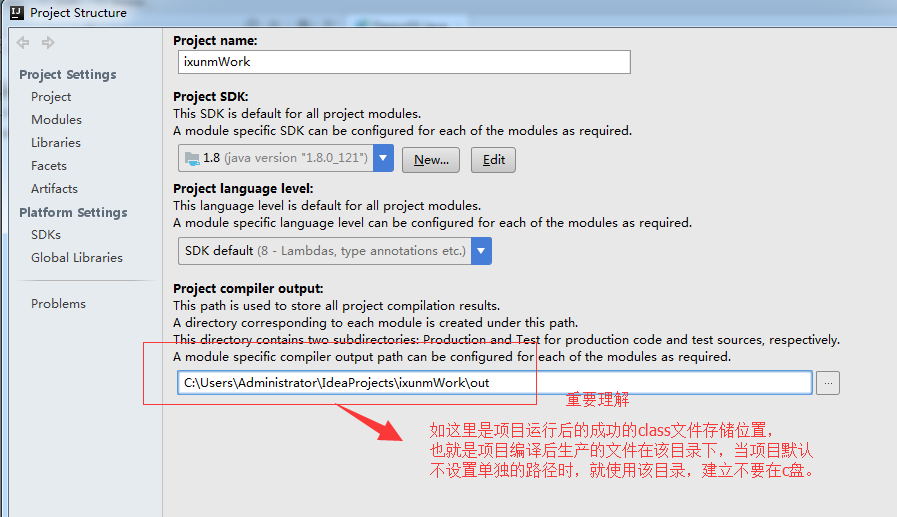 Project Structure
Project name:
ixunmWork
Project Settings
Project
Modules
Libraries
Facets
Artifacts
Platform Settings
SDKs
Global Libraries
Problems
Project SDK:
This SDK is default for all project modules.
A module specific SDK can be configured for each of the modules as required.
1.8 (java version "1.8.0_121") New... Edit
Project language level:
This language level is default for all project modules.
A module specific language level can be configured for each of the modules as required.
SDK default (8 - Lambdas, type annotations etc.)
Project compiler output:
This path is used to store all project compilation results.
A directory corresponding to each module is created under this path.
This directory contains two subdirectories: Production and Test for production code and test sources, respectively.
A module specific compiler output path can be configured for each of the modules as required.
C:\Users\Administrator\IdeaProjects\ixunmWork\out ...
重要理解
如这里是项目运行后的成功的class文件存储位置，
也就是项目编译后生产的文件在该目录下，当项目默认
不设置单独的路径时，就使用该目录，建立不要在c盘。